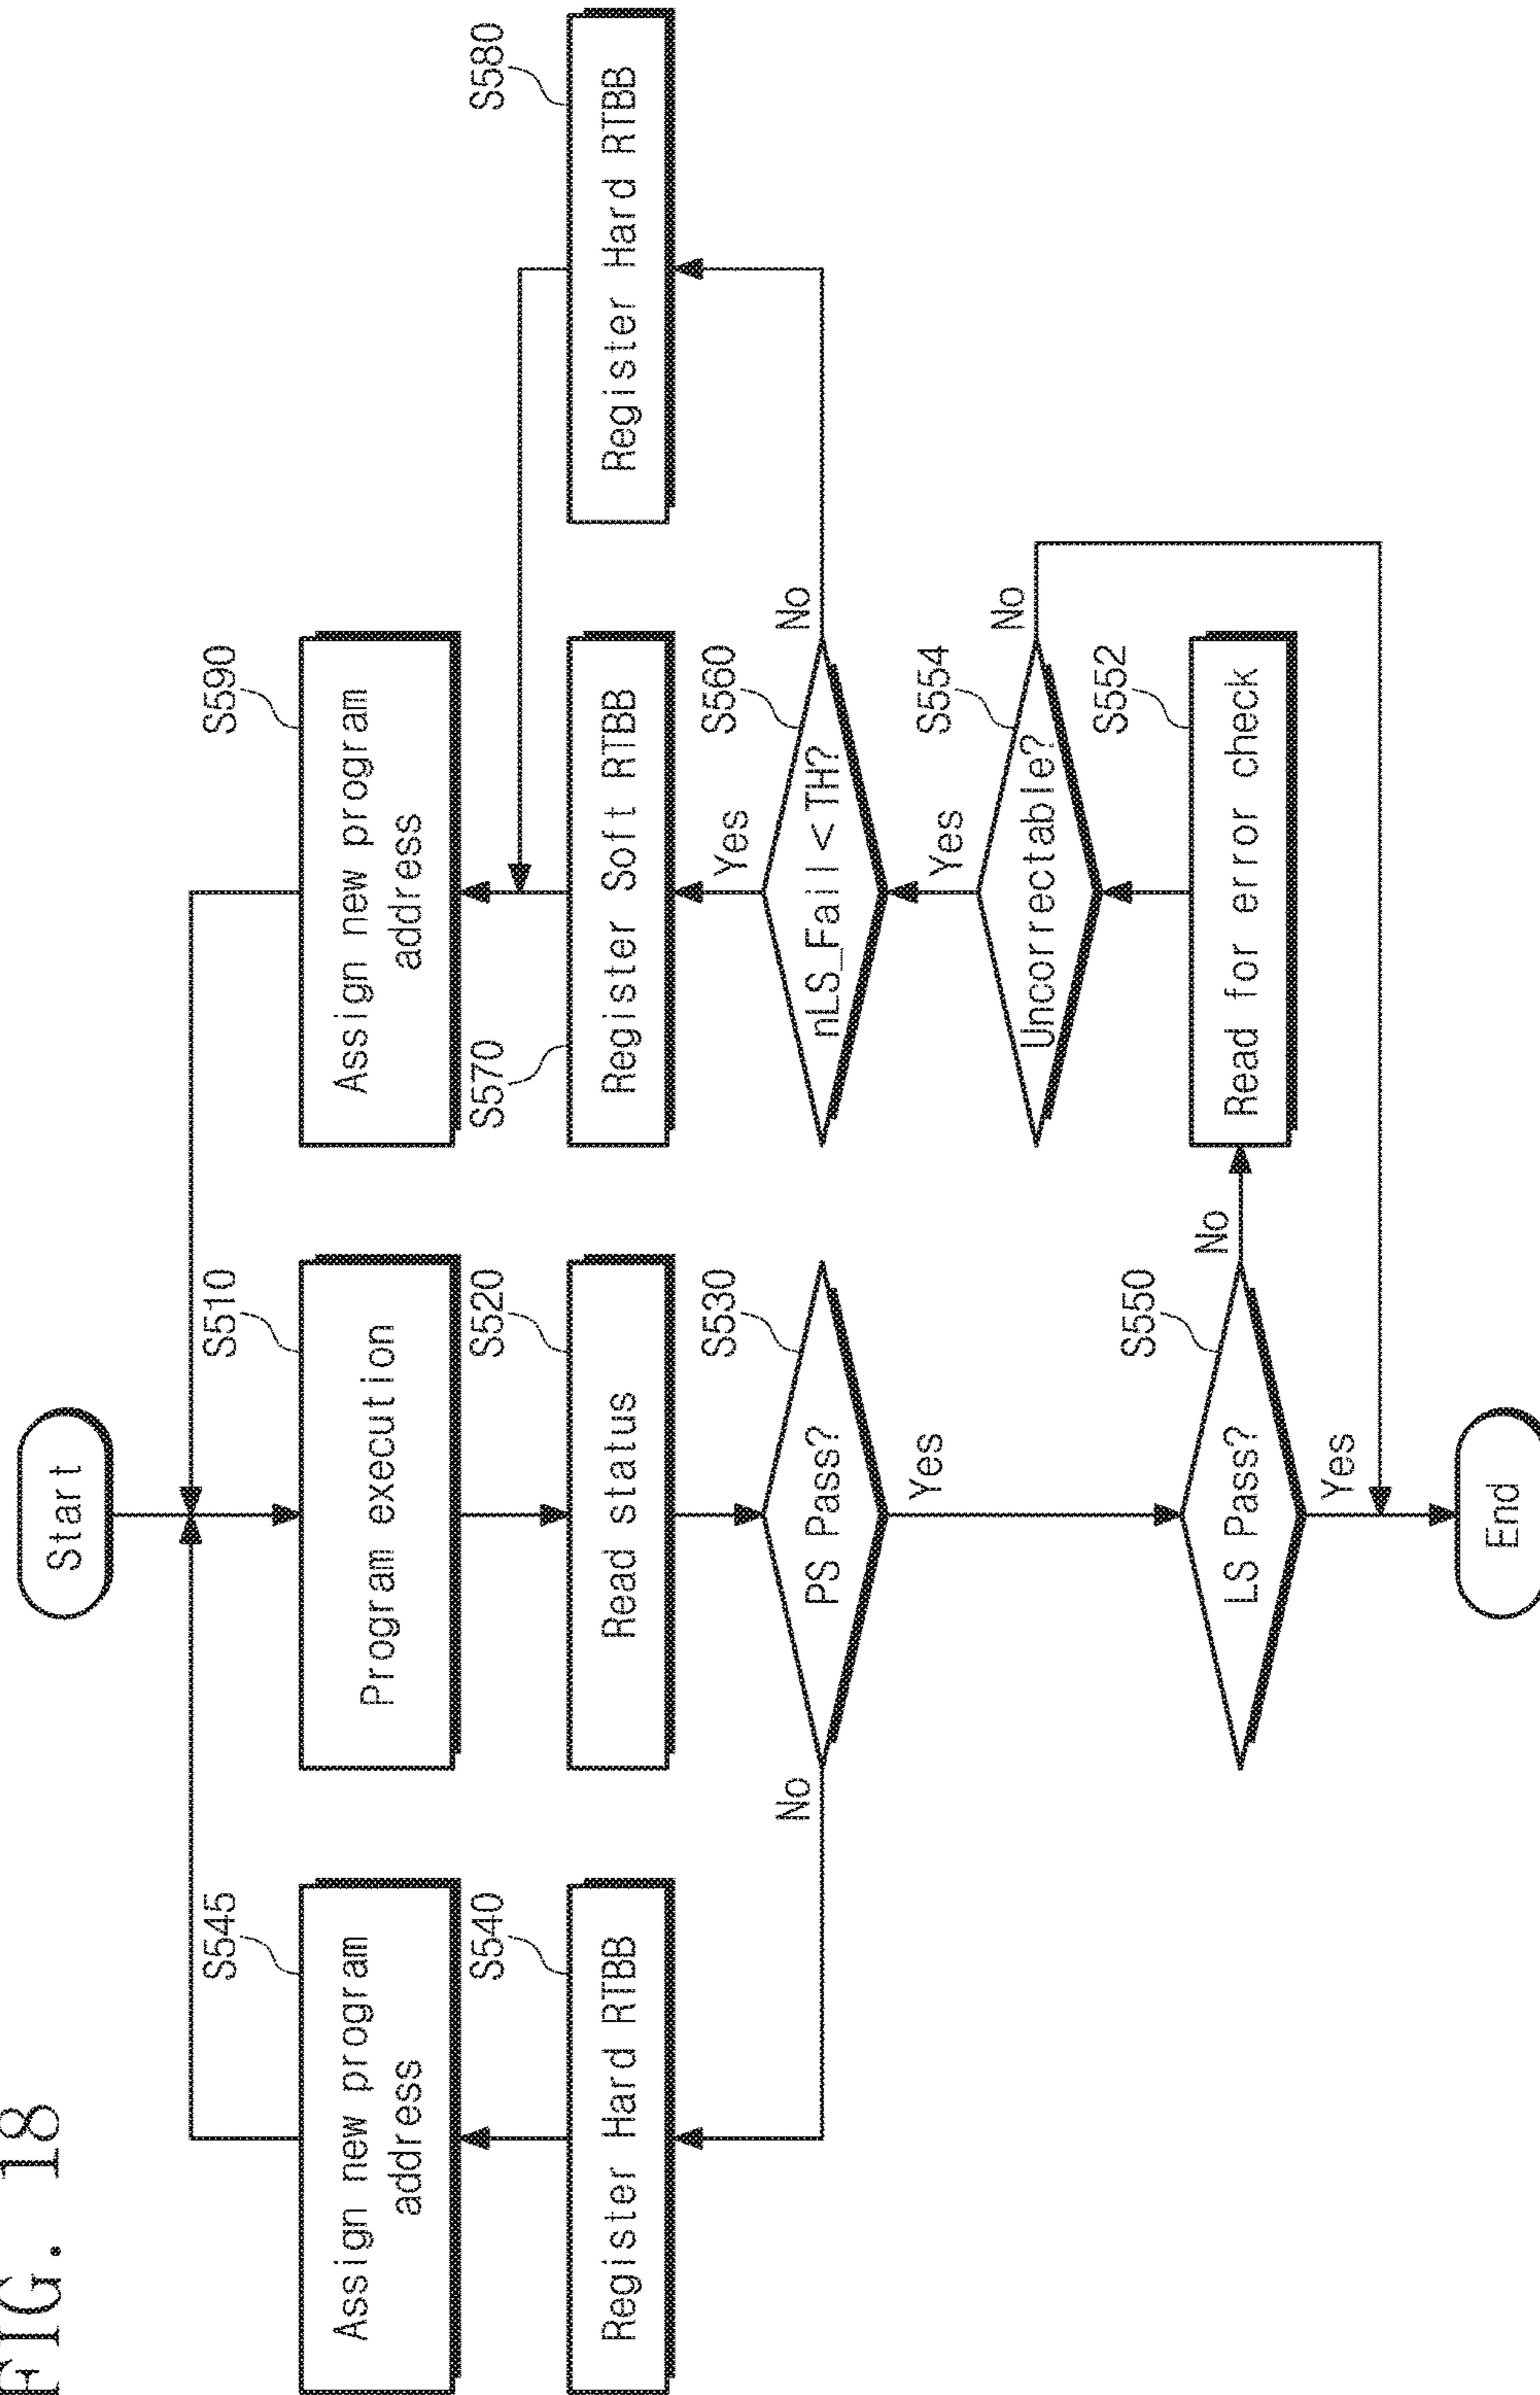 FIG. 18
Start
S545
Assign new program
address
S510
Program execution
S590
Assign new program
address
S540
Register Hard RTBB
S520
Read status
S570
Register Soft RTBB
S580
Register Hard RTBB
No
S530
PS Pass?
Yes
Yes
S560
nLS_Fail < TH?
No
Yes
S554
Uncorrectable?
No
S550
LS Pass?
No
Yes
S552
Read for error check
End